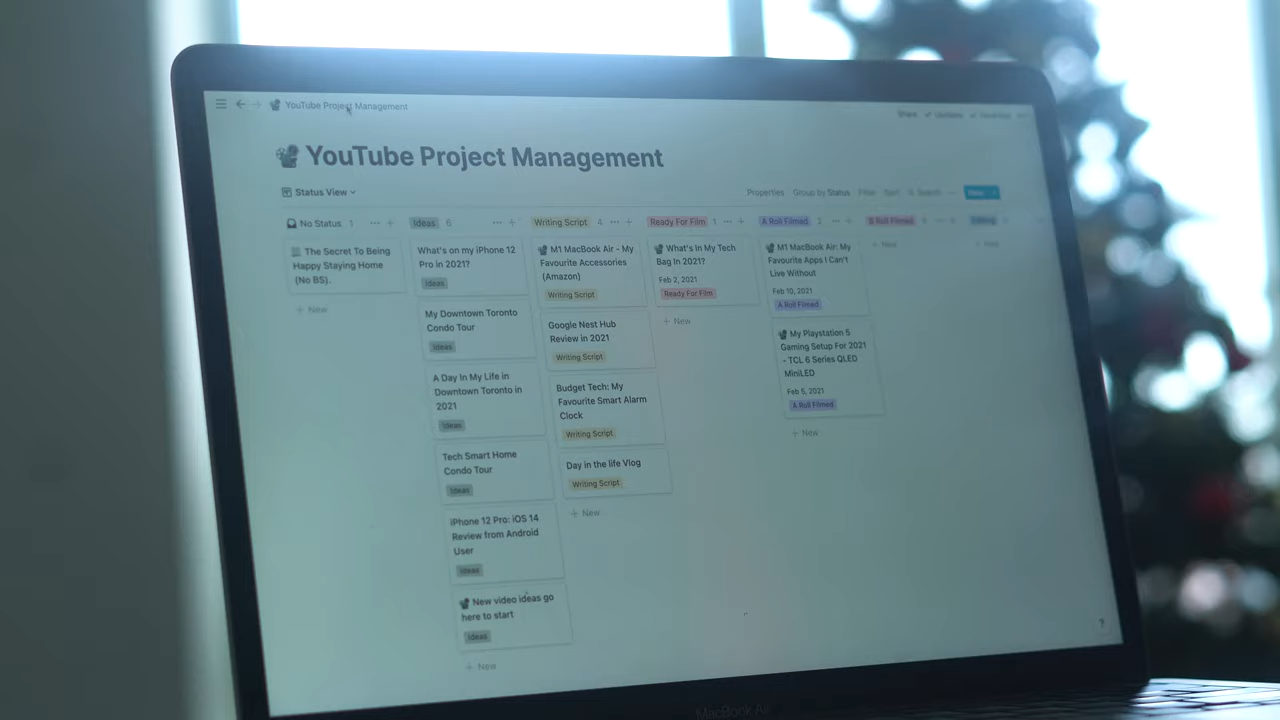 YouTube Project Management
Share Updates Favorited
YouTube Project Management
Status View
Properties Group by Status Filter Sort Search New
No Status 1
The Secret To Being
Happy Staying Home
(No BS).
+ New
Ideas 6
What's on my iPhone 12
Pro in 2021?
Ideas
My Downtown Toronto
Condo Tour
Ideas
A Day In My Life in
Downtown Toronto in
2021
Ideas
Tech Smart Home
Condo Tour
Ideas
iPhone 12 Pro: iOS 14
Review from Android
User
Ideas
New video ideas go
here to start
Ideas
+ New
Writing Script 4
M1 MacBook Air - My
Favourite Accessories
(Amazon)
Writing Script
Google Nest Hub
Review in 2021
Writing Script
Budget Tech: My
Favourite Smart Alarm
Clock
Writing Script
Day in the life Vlog
Writing Script
+ New
Ready For Film 1
What's In My Tech
Bag In 2021?
Feb 2, 2021
Ready For Film
+ New
A Roll Filmed 2
M1 MacBook Air: My
Favourite Apps I Can't
Live Without
Feb 10, 2021
A Roll Filmed
My Playstation 5
Gaming Setup For 2021
- TCL 6 Series QLED
MiniLED
Feb 5, 2021
A Roll Filmed
+ New
B Roll Filmed
+ New
Editing
+ New
?
MacBook Air